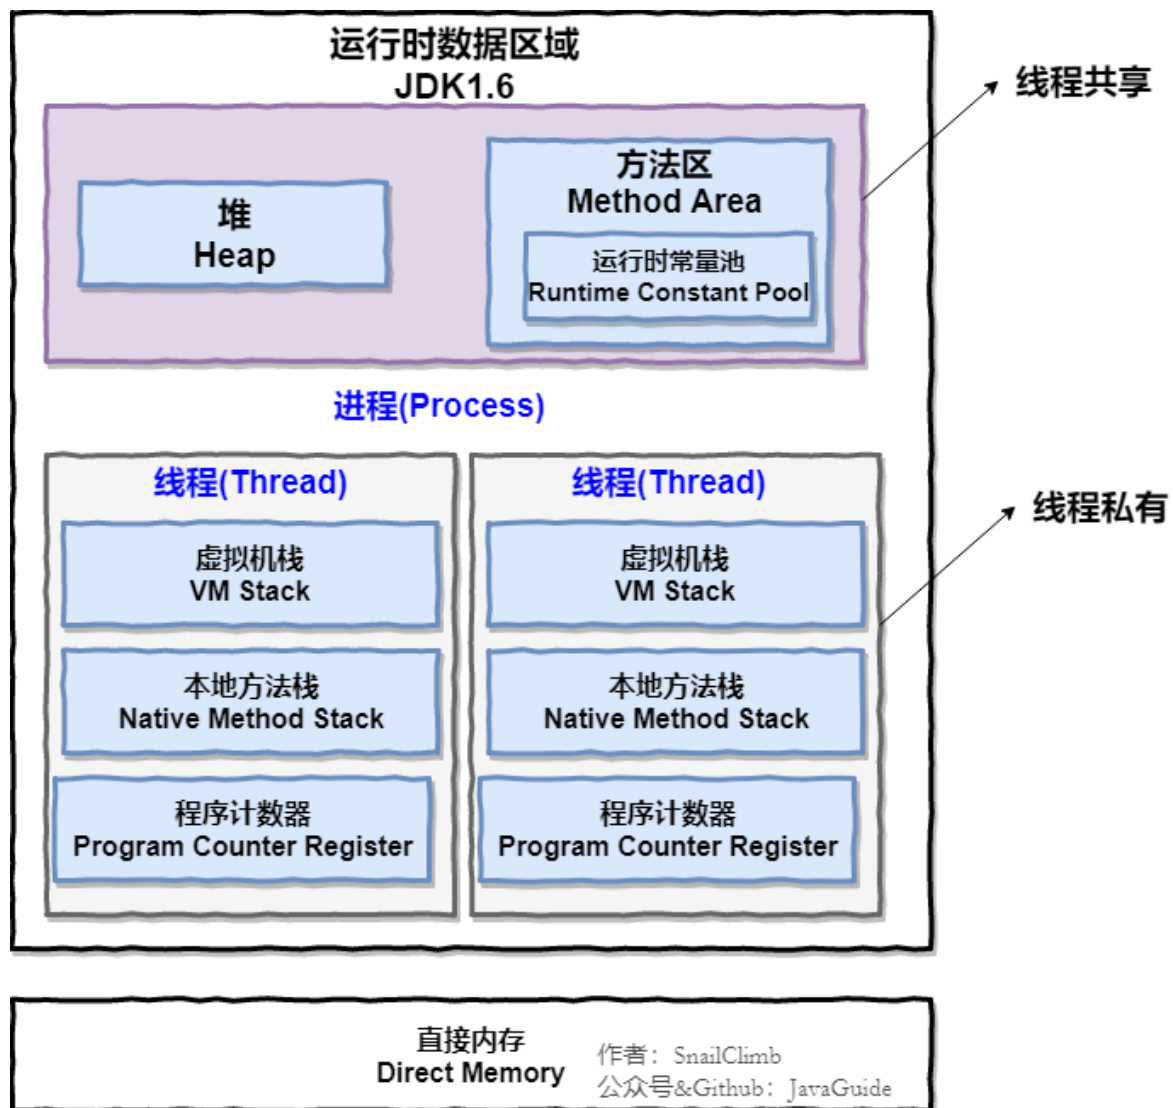 运行时数据区域
JDK1.6
线程共享
堆
Heap
方法区
Method Area
运行时常量池
Runtime Constant Pool
进程(Process)
线程(Thread)
虚拟机栈
VM Stack
本地方法栈
Native Method Stack
程序计数器
Program Counter Register
线程(Thread)
虚拟机栈
VM Stack
本地方法栈
Native Method Stack
程序计数器
Program Counter Register
线程私有
直接内存
Direct Memory
作者：SnailClimb
公众号&Github：JavaGuide